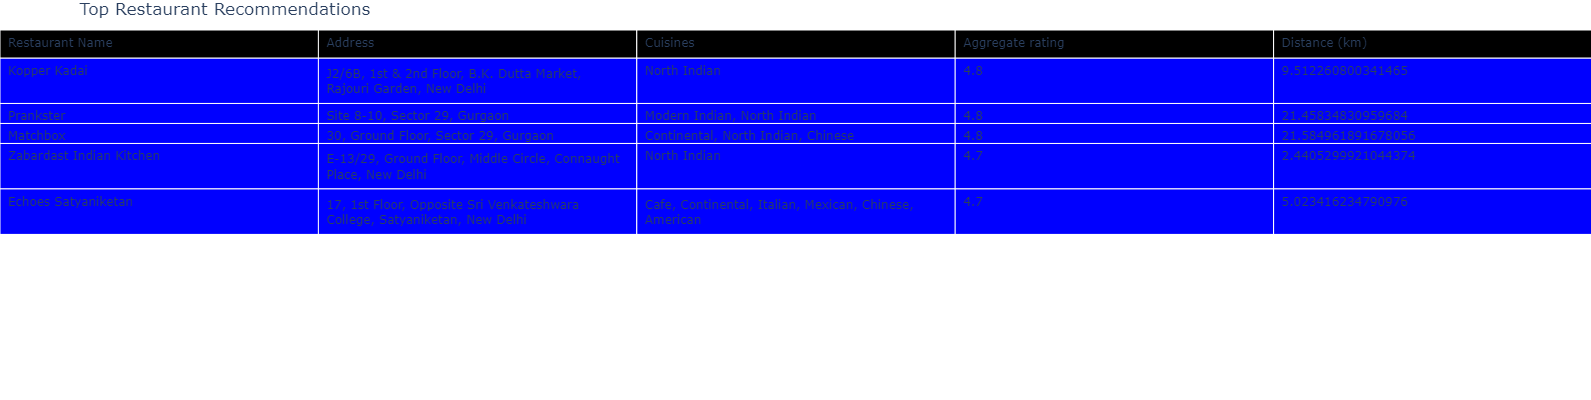 Top Restaurant Recommendations
Restaurant Name Address Cuisines Aggregate rating Distance (km)
Kopper Kadai J2/6B, 1st & 2nd Floor, B.K. Dutta Market, North Indian 4.8 9.512260800341465
Rajouri Garden, New Delhi
Prankster Site 8-10, Sector 29, Gurgaon Modern Indian, North Indian 4.8 21.45834830959684
Matchbox 30, Ground Floor, Sector 29, Gurgaon Continental, North Indian, Chinese 4.8 21.584961891678056
Zabardast Indian Kitchen E-13/29, Ground Floor, Middle Circle, Connaught North Indian 4.7 2.4405299921044374
Place, New Delhi
Echoes Satyaniketan 17, 1st Floor, Opposite Sri Venkateshwara Cafe, Continental, Italian, Mexican, Chinese, 4.7 5.023416234790976
College, Satyaniketan, New Delhi American